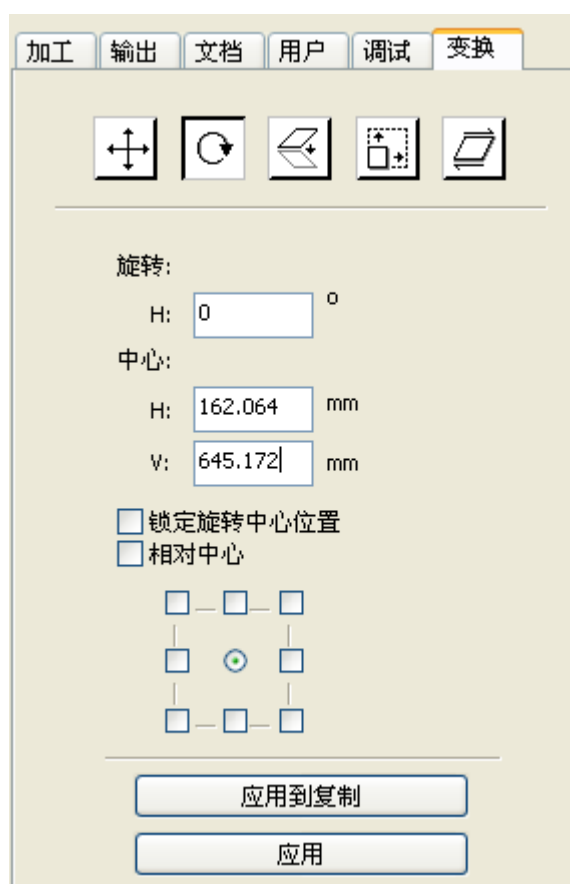 加工 输出 文档 用户 调试 变换
旋转:
H: 0 °
中心:
H: 162.064 mm
V: 645.172 mm
锁定旋转中心位置
相对中心
应用到复制
应用